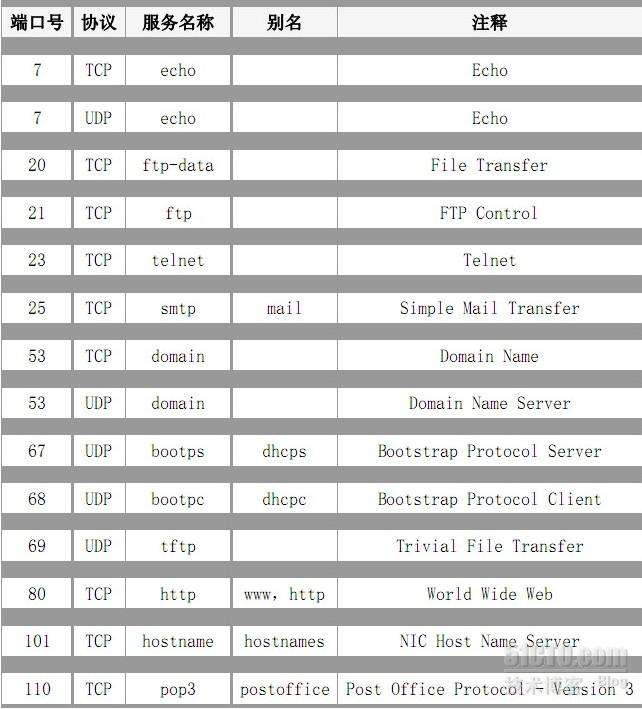 端口号 协议 服务名称 别名 注释
7 TCP echo Echo
7 UDP echo Echo
20 TCP ftp-data File Transfer
21 TCP ftp FTP Control
23 TCP telnet Telnet
25 TCP smtp mail Simple Mail Transfer
53 TCP domain Domain Name
53 UDP domain Domain Name Server
67 UDP bootps dhcps Bootstrap Protocol Server
68 UDP bootpc dhcpc Bootstrap Protocol Client
69 UDP tftp Trivial File Transfer
80 TCP http www，http World Wide Web
101 TCP hostname hostnames NIC Host Name Server
51CTO.com
110 TCP pop3 postoffice Post Office Protocol - Version 3
技术博客 Blog